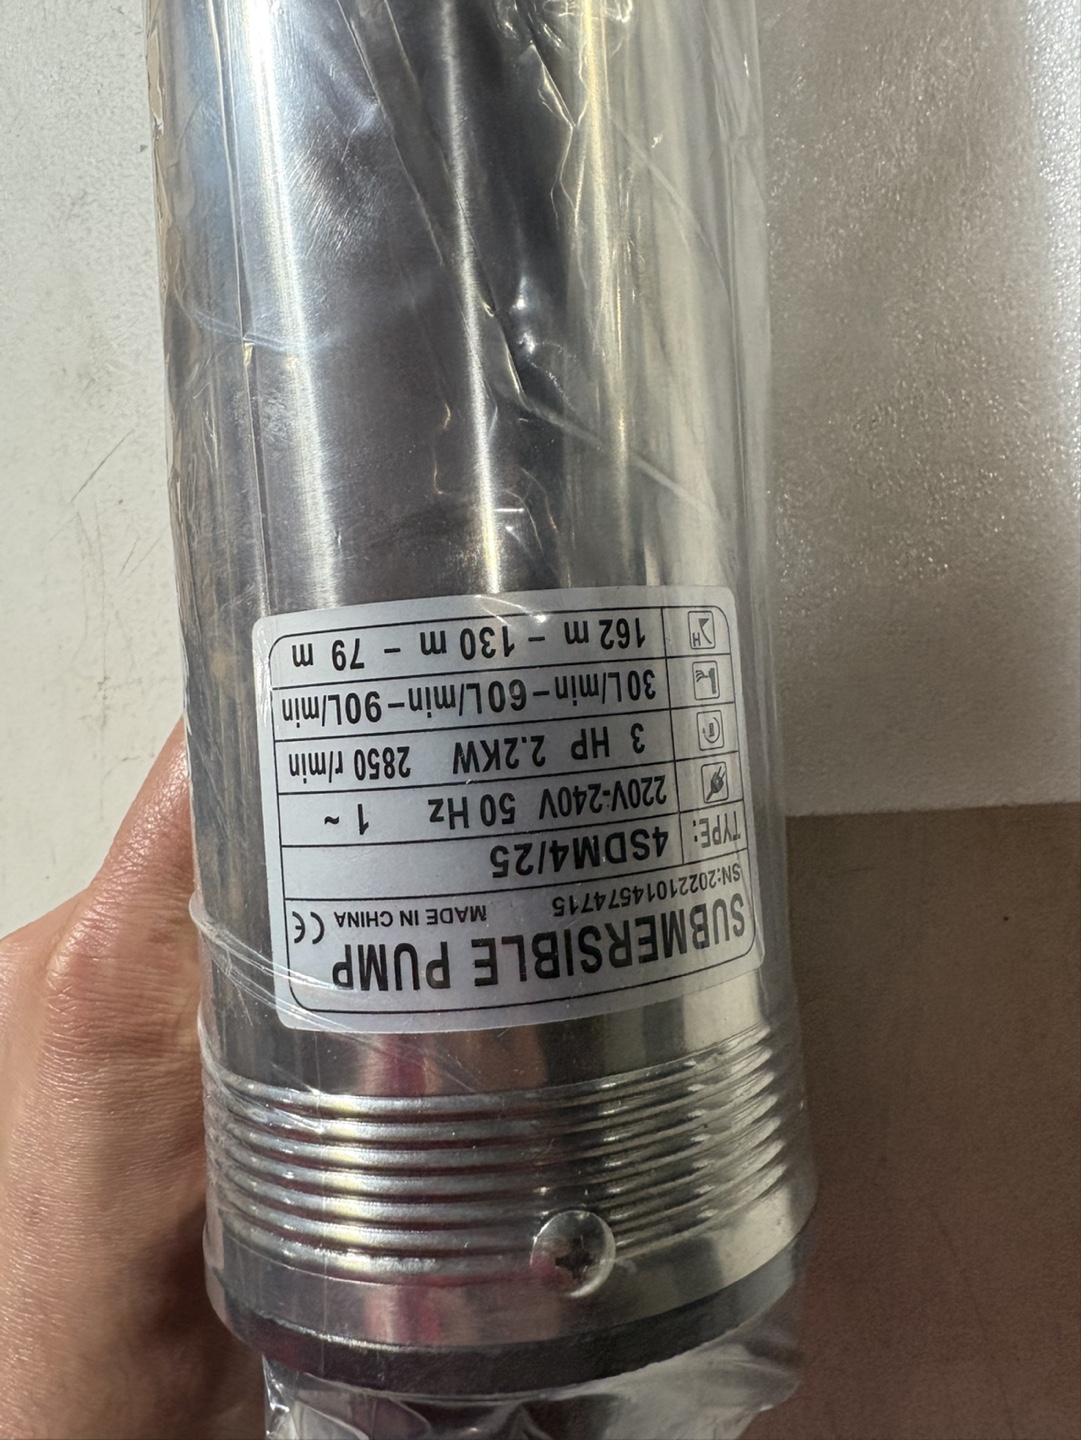 SUBMERSIBLE PUMP
SN:20221014574715 MADE IN CHINA CE
TYPE: 4SDM4/25
220V-240V 50 Hz 1 ~
3 HP 2.2KW 2850 r/min
30L/min-60L/min-90L/min
H 162 m - 130 m - 79 m